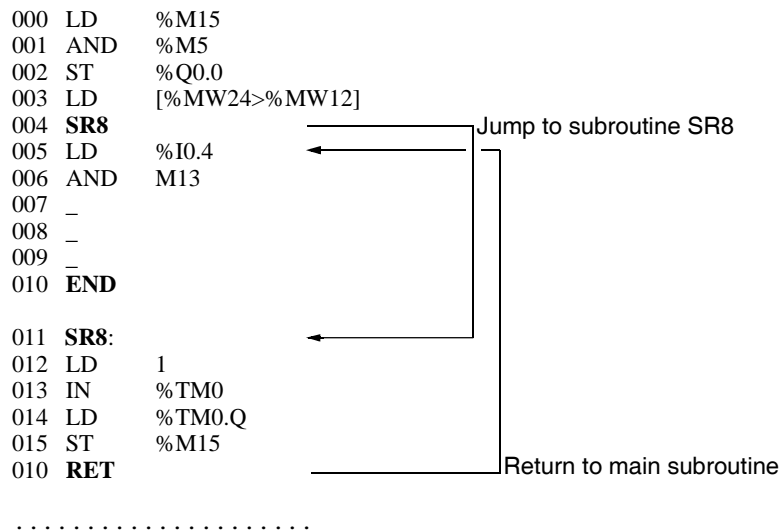 000 LD %M15
001 AND %M5
002 ST %Q0.0
003 LD [%MW24>%MW12]
004 SR8 Jump to subroutine SR8
005 LD %I0.4
006 AND M13
007 _
008 _
009 _
010 END
011 SR8:
012 LD 1
013 IN %TM0
014 LD %TM0.Q
015 ST %M15
010 RET Return to main subroutine
. . . . . . . . . . . . . . . . . . . . .